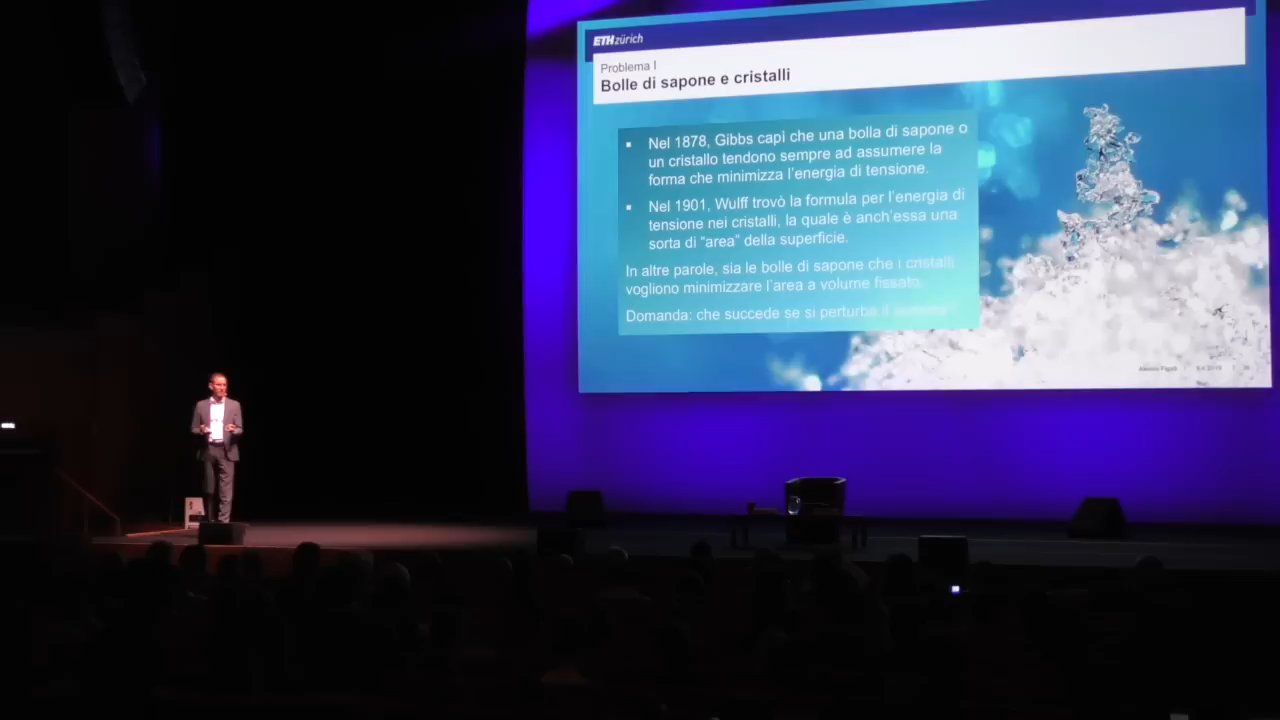 ETH zürich
Problema I
Bolle di sapone e cristalli
▪ Nel 1878, Gibbs capì che una bolla di sapone o
un cristallo tendono sempre ad assumere la
forma che minimizza l'energia di tensione.
▪ Nel 1901, Wulff trovò la formula per l'energia di
tensione nei cristalli, la quale è anch'essa una
sorta di "area" della superficie.
In altre parole, sia le bolle di sapone che i cristalli
vogliono minimizzare l'area a volume fissato.
Domanda: che succede se si perturba il